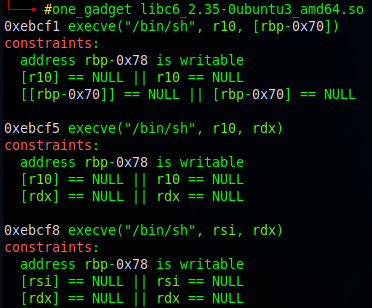 #one_gadget libc6_2.35-0ubuntu3_amd64.so
0xebcf1 execve("/bin/sh", r10, [rbp-0x70])
constraints:
  address rbp-0x78 is writable
  [r10] == NULL || r10 == NULL
  [[rbp-0x70]] == NULL || [rbp-0x70] == NULL

0xebcf5 execve("/bin/sh", r10, rdx)
constraints:
  address rbp-0x78 is writable
  [r10] == NULL || r10 == NULL
  [rdx] == NULL || rdx == NULL

0xebcf8 execve("/bin/sh", rsi, rdx)
constraints:
  address rbp-0x78 is writable
  [rsi] == NULL || rsi == NULL
  [rdx] == NULL || rdx == NULL